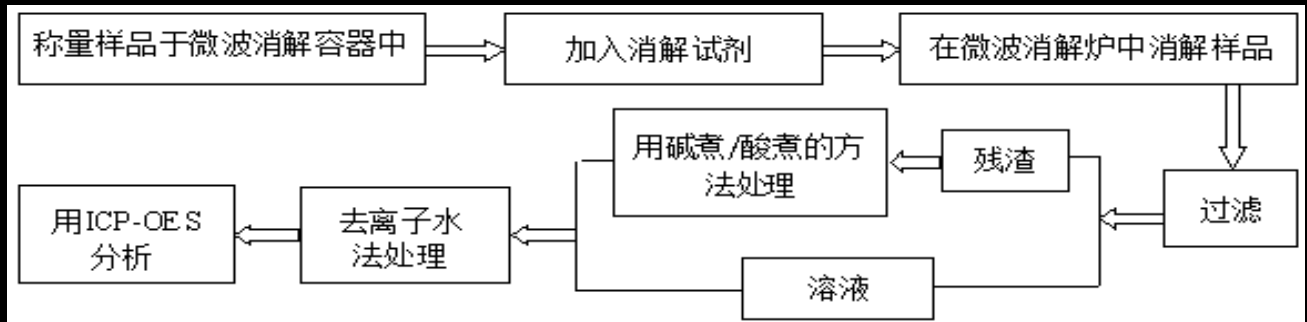 称量样品于微波消解容器中
加入消解试剂
在微波消解炉中消解样品
过滤
残渣
用碱煮/酸煮的方
法处理
溶液
去离子水
法处理
用ICP-OES
分析